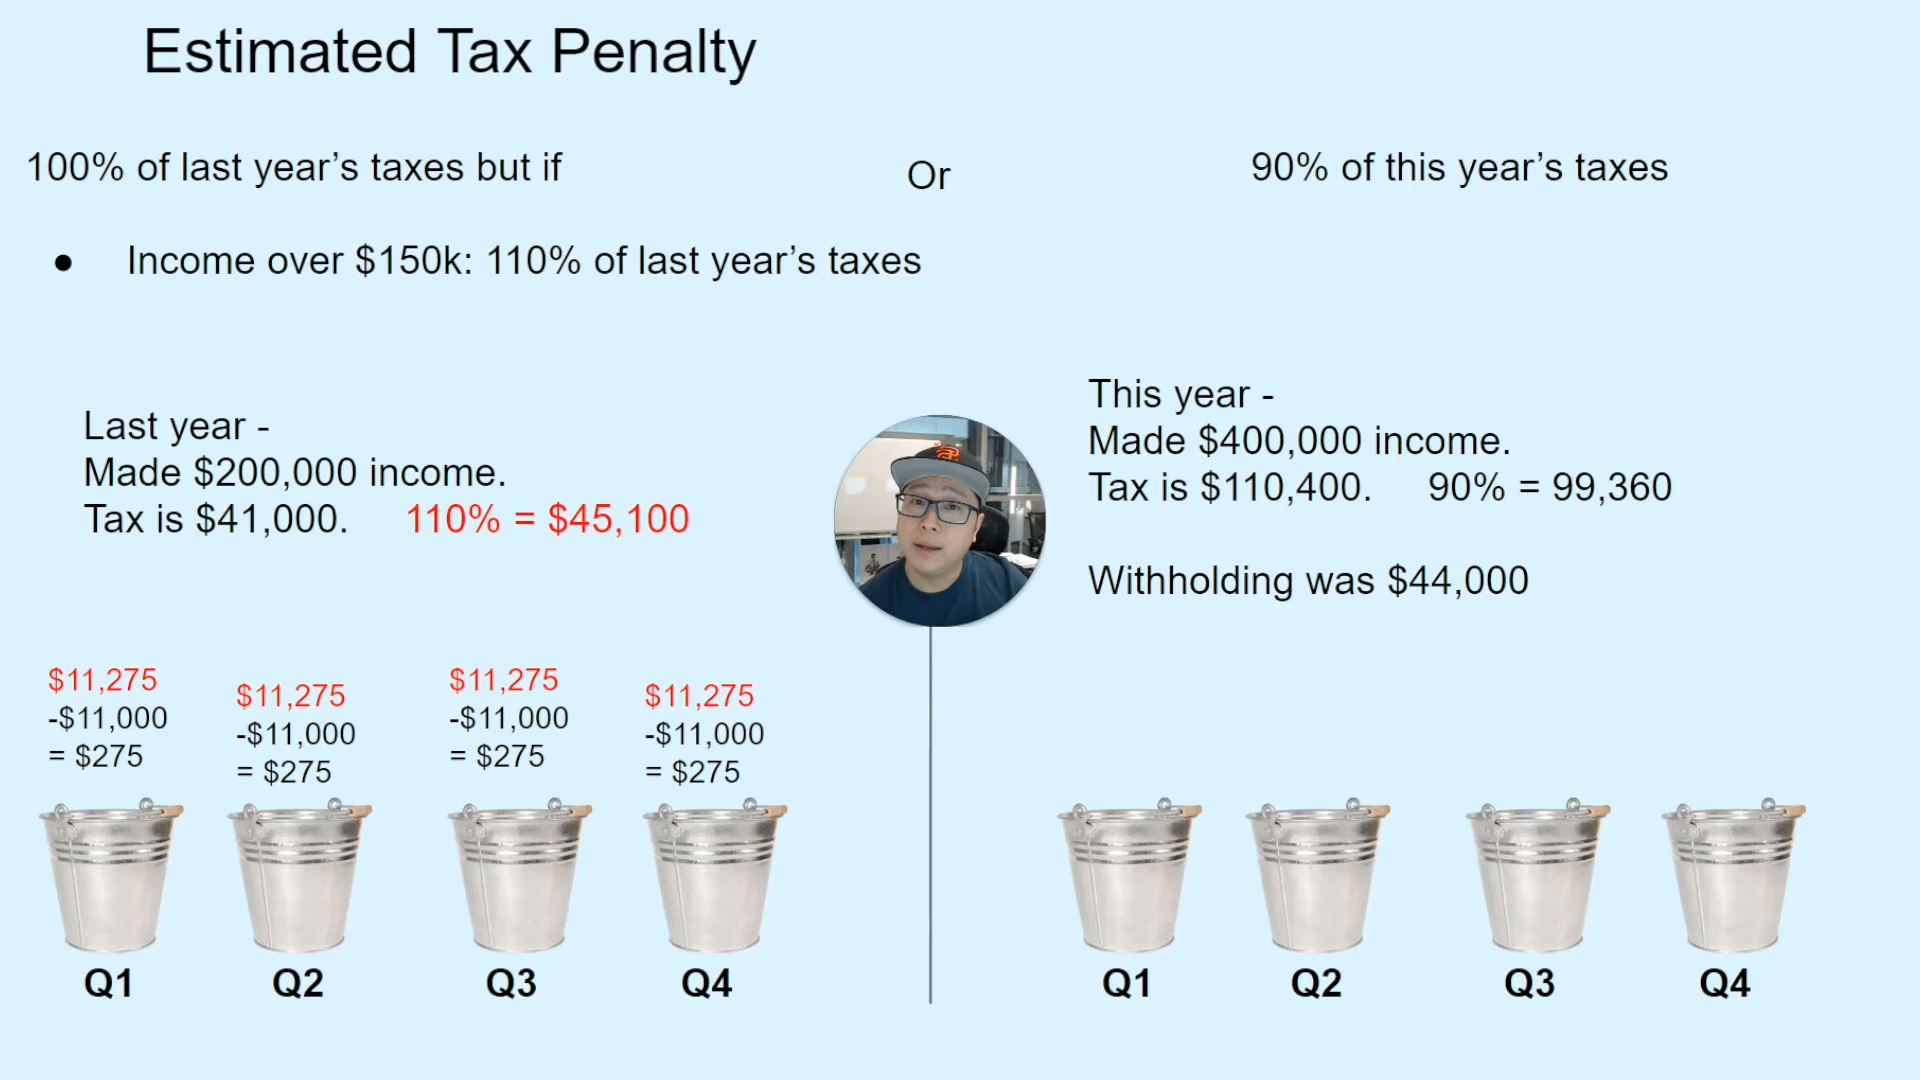 Estimated Tax Penalty
100% of last year’s taxes but if
Or
90% of this year’s taxes
● Income over $150k: 110% of last year’s taxes
Last year -
Made $200,000 income.
Tax is $41,000. 110% = $45,100
This year -
Made $400,000 income.
Tax is $110,400. 90% = 99,360
Withholding was $44,000
$11,275
-$11,000
= $275
$11,275
-$11,000
= $275
$11,275
-$11,000
= $275
$11,275
-$11,000
= $275
Q1
Q2
Q3
Q4
Q1
Q2
Q3
Q4